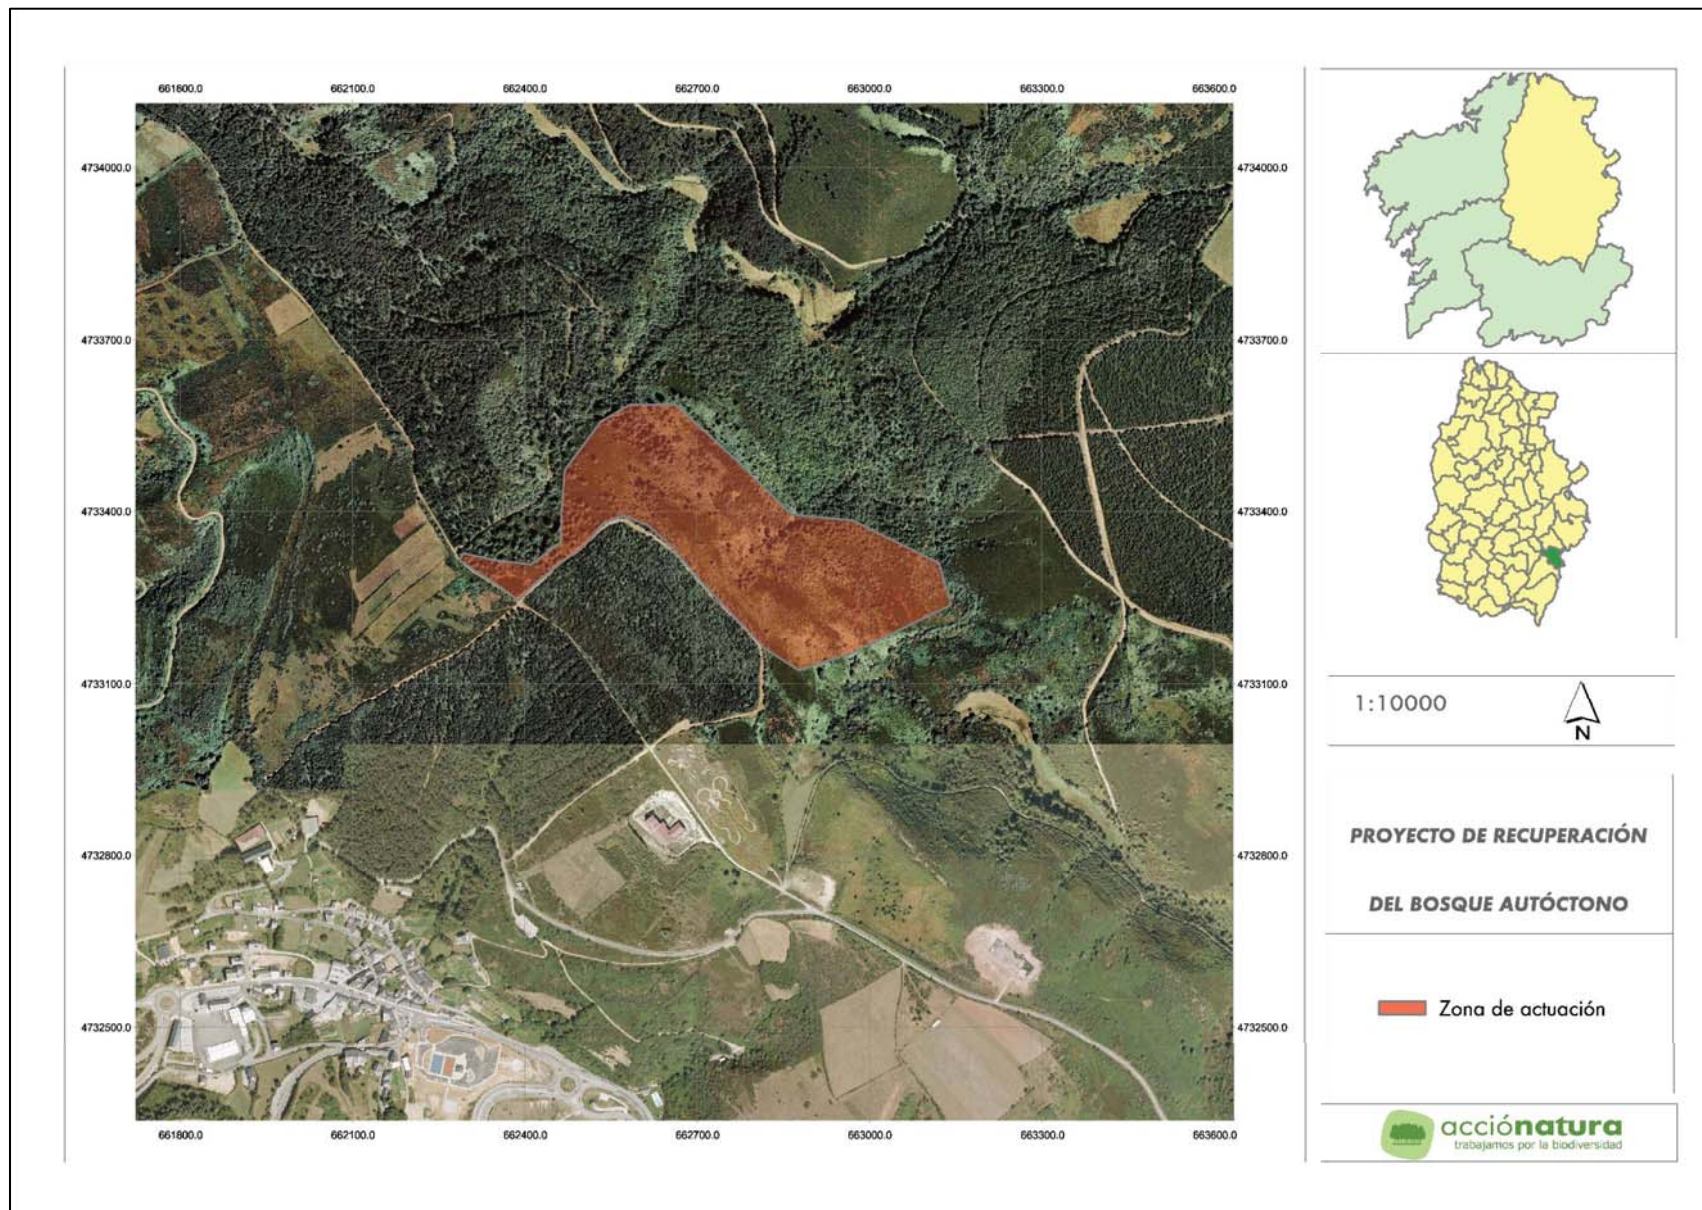 661800.0 662100.0 662400.0 662700.0 663000.0 663300.0 663600.0
4734000.0 4734000.0
4733700.0 4733700.0
4733400.0 4733400.0
4733100.0 4733100.0
4732800.0 4732800.0
4732500.0 4732500.0
661800.0 662100.0 662400.0 662700.0 663000.0 663300.0 663600.0
1:10000
N
PROYECTO DE RECUPERACIÓN
DEL BOSQUE AUTÓCTONO
Zona de actuación
acciónatura
trabajamos por la biodiversidad